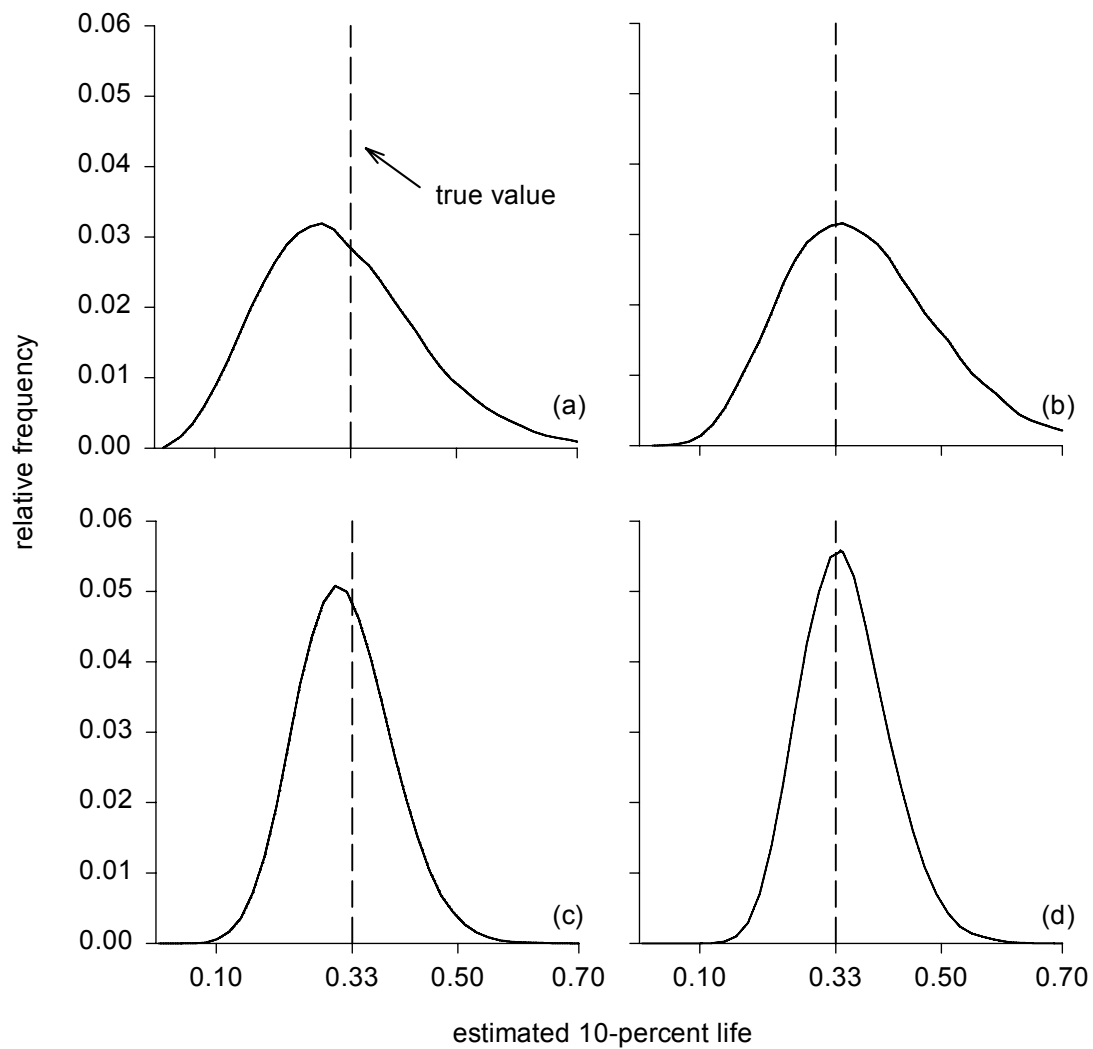 0.06
0.05
0.04
true value
0.03
0.02
0.01
(a)
(b)
0.00
relative frequency
0.06
0.05
0.04
0.03
0.02
0.01
(c)
(d)
0.00
0.10 0.33 0.50 0.70
0.10 0.33 0.50 0.70
estimated 10-percent life